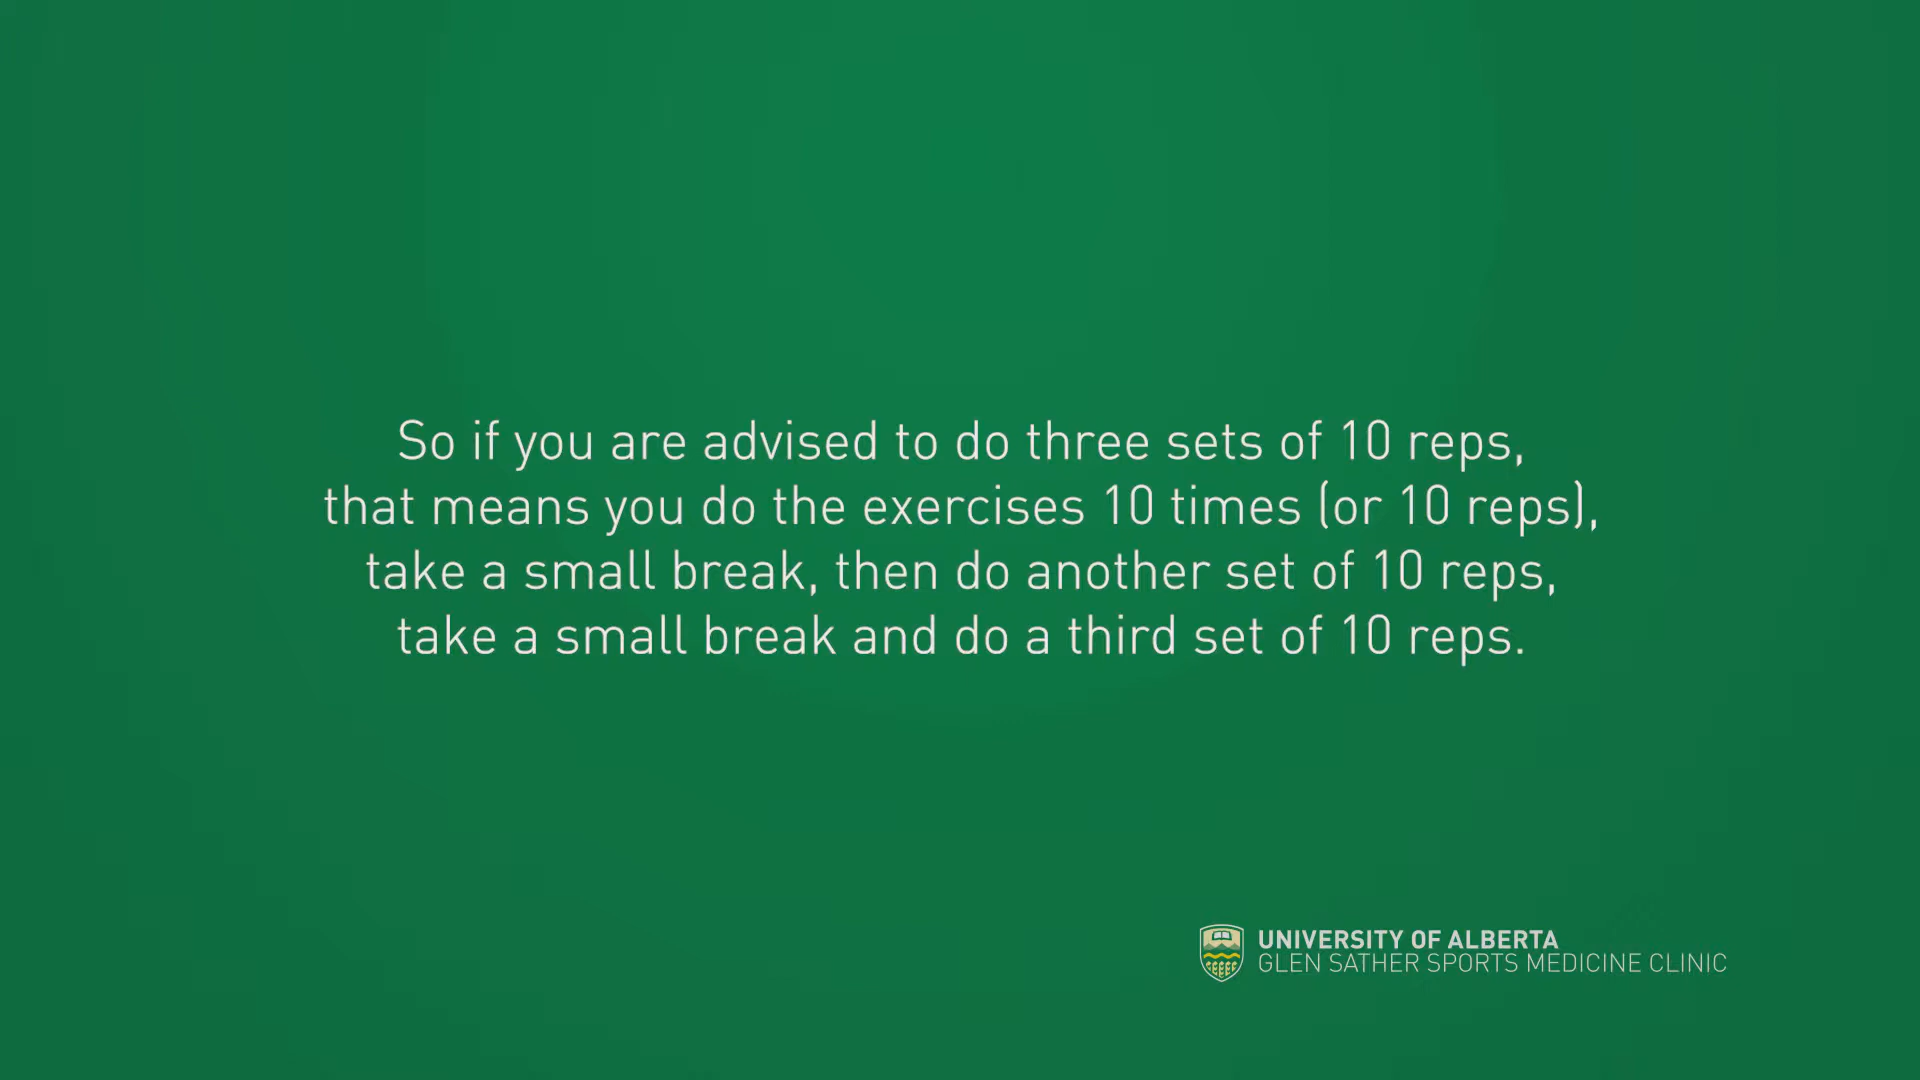 So if you are advised to do three sets of 10 reps,
that means you do the exercises 10 times (or 10 reps),
take a small break, then do another set of 10 reps,
take a small break and do a third set of 10 reps.
UNIVERSITY OF ALBERTA
GLEN SATHER SPORTS MEDICINE CLINIC